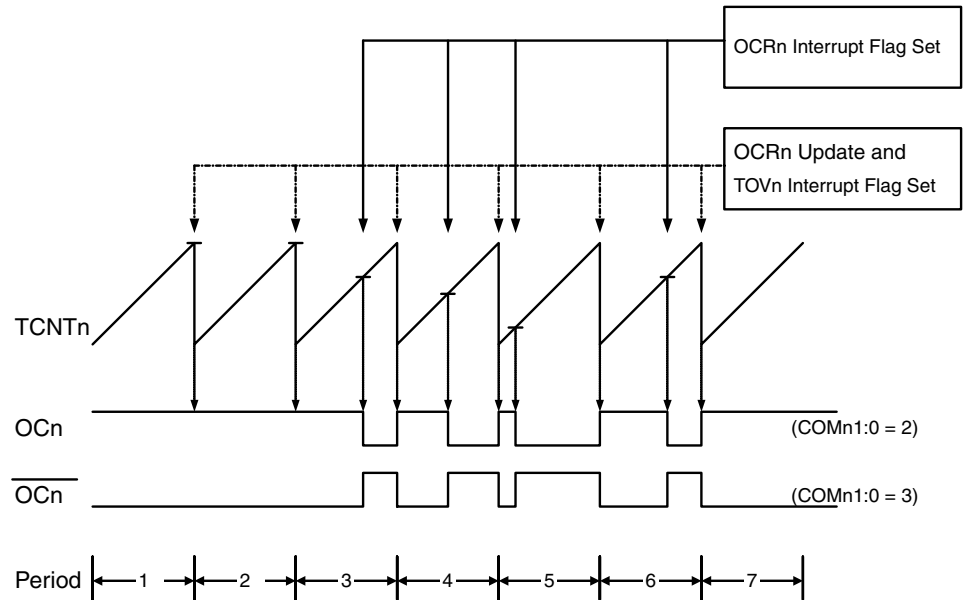 OCRn Interrupt Flag Set
OCRn Update and
TOVn Interrupt Flag Set
TCNTn
OCn
(COMn1:0 = 2)
OCn
(COMn1:0 = 3)
Period
1
2
3
4
5
6
7